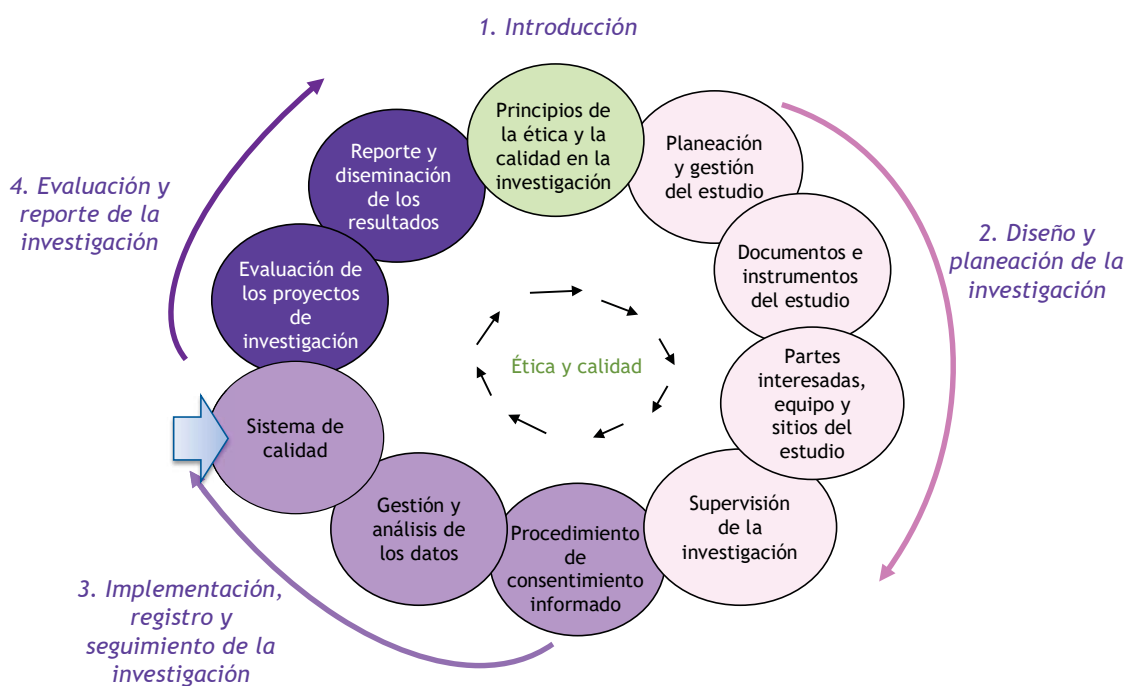 1. Introducción
Principios de
la ética y la
calidad en la
investigación
Planeación
y gestión
del estudio
Documentos e
instrumentos
del estudio
Partes
interesadas,
equipo y
sitios del
estudio
Supervisión
de la
investigación
2. Diseño y
planeación de la
investigación
Procedimiento
de
consentimiento
informado
Gestión y
análisis de
los datos
Sistema de
calidad
3. Implementación,
registro y
seguimiento de la
investigación
Evaluación de
los proyectos
de
investigación
Reporte y
diseminación
de los
resultados
4. Evaluación y
reporte de la
investigación
Ética y calidad